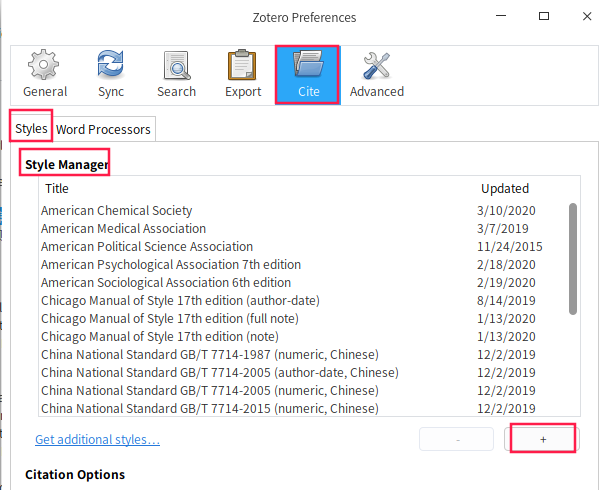 Zotero Preferences
General Sync Search Export Cite Advanced
Styles Word Processors
Style Manager
Title Updated
American Chemical Society 3/10/2020
American Medical Association 3/7/2019
American Political Science Association 11/24/2015
American Psychological Association 7th edition 2/18/2020
American Sociological Association 6th edition 2/19/2020
Chicago Manual of Style 17th edition (author-date) 8/14/2019
Chicago Manual of Style 17th edition (full note) 1/13/2020
Chicago Manual of Style 17th edition (note) 1/13/2020
China National Standard GB/T 7714-1987 (numeric, Chinese) 12/2/2019
China National Standard GB/T 7714-2005 (author-date, Chinese) 12/2/2019
China National Standard GB/T 7714-2005 (numeric, Chinese) 12/2/2019
China National Standard GB/T 7714-2015 (numeric, Chinese) 12/2/2019
Get additional styles… - +
Citation Options